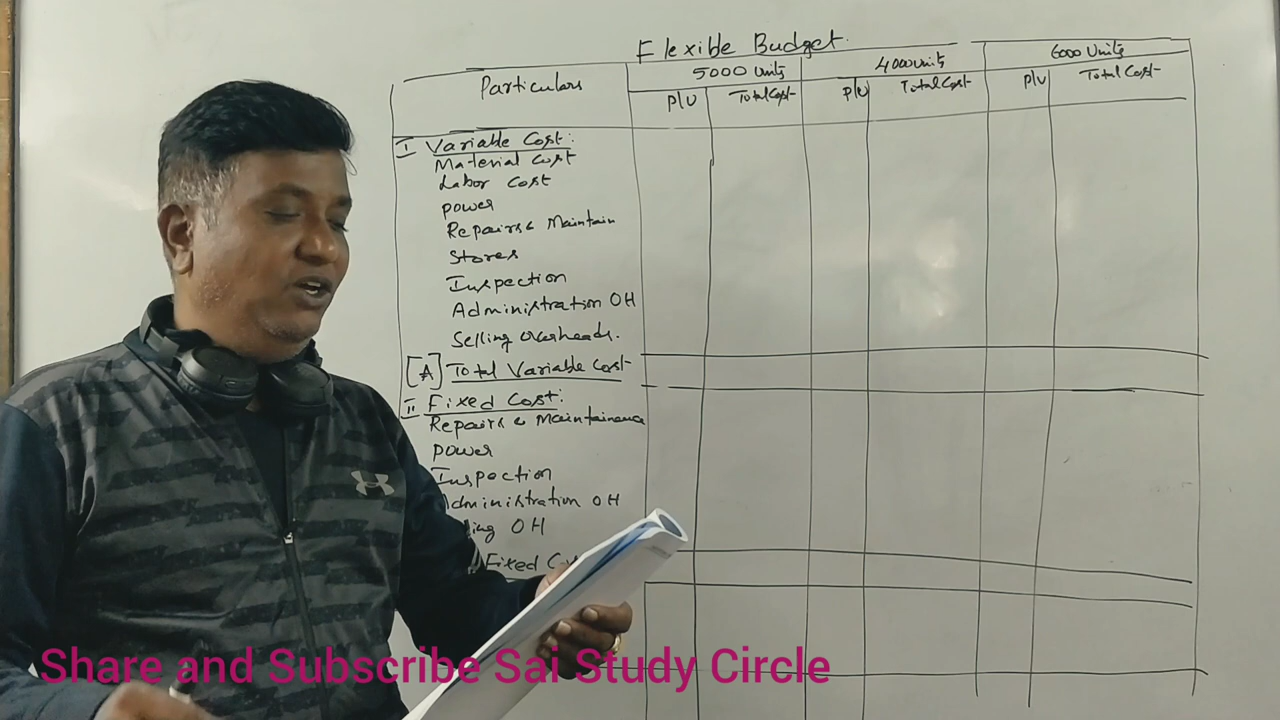 Flexible Budget.
Particulars
5000 Units
4000 Units
6000 Units
P/U
Total Cost
P/U
Total Cost
P/U
Total Cost
I Variable Cost:
Material Cost
Labor Cost
power
Repairs & Maintain
Stores
Inspection
Administration OH
Selling overheads.
[A] Total Variable Cost
II Fixed Cost:
Repairs & Maintainance
power
Inspection
dministration OH
ling OH
Fixed
Share and Subscribe Sai Study Circle